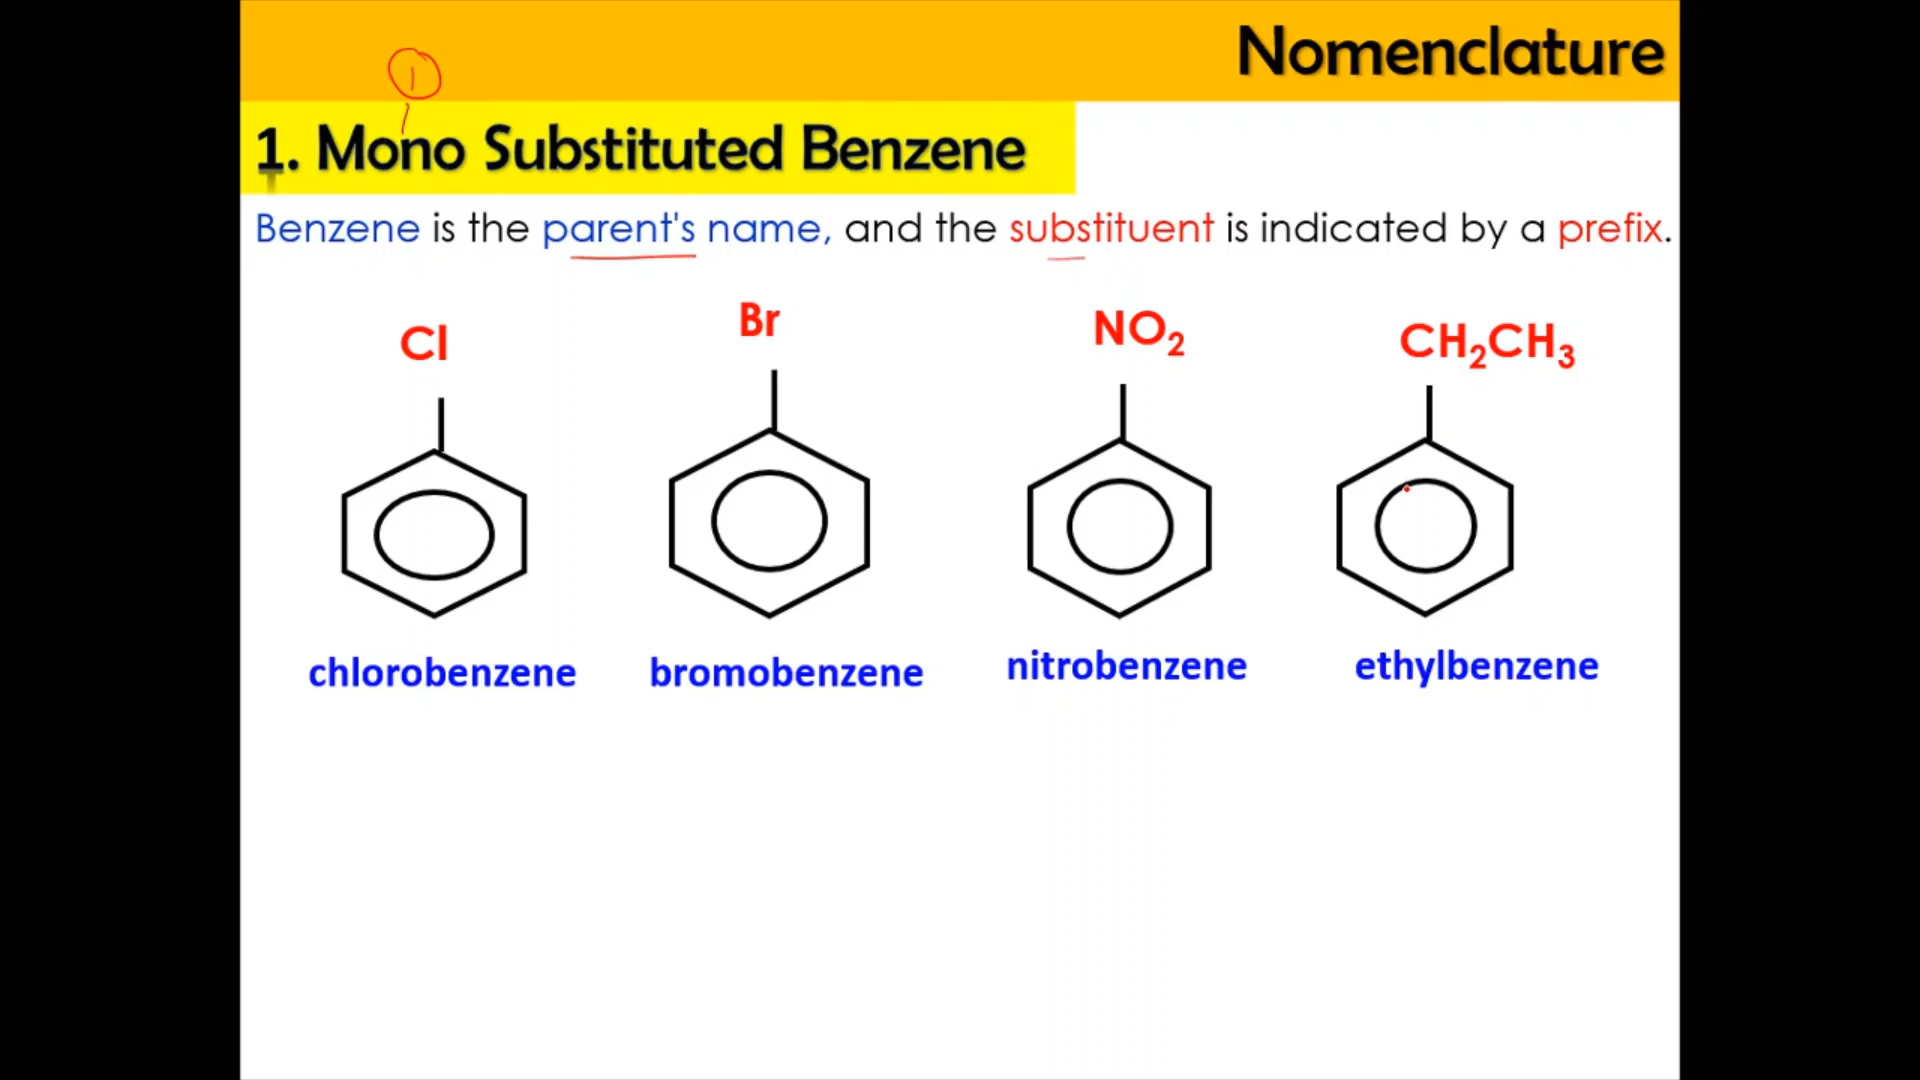 Nomenclature
1
1. Mono Substituted Benzene
Benzene is the parent's name, and the substituent is indicated by a prefix.
Cl
Br
NO₂
CH₂CH₃
chlorobenzene
bromobenzene
nitrobenzene
ethylbenzene